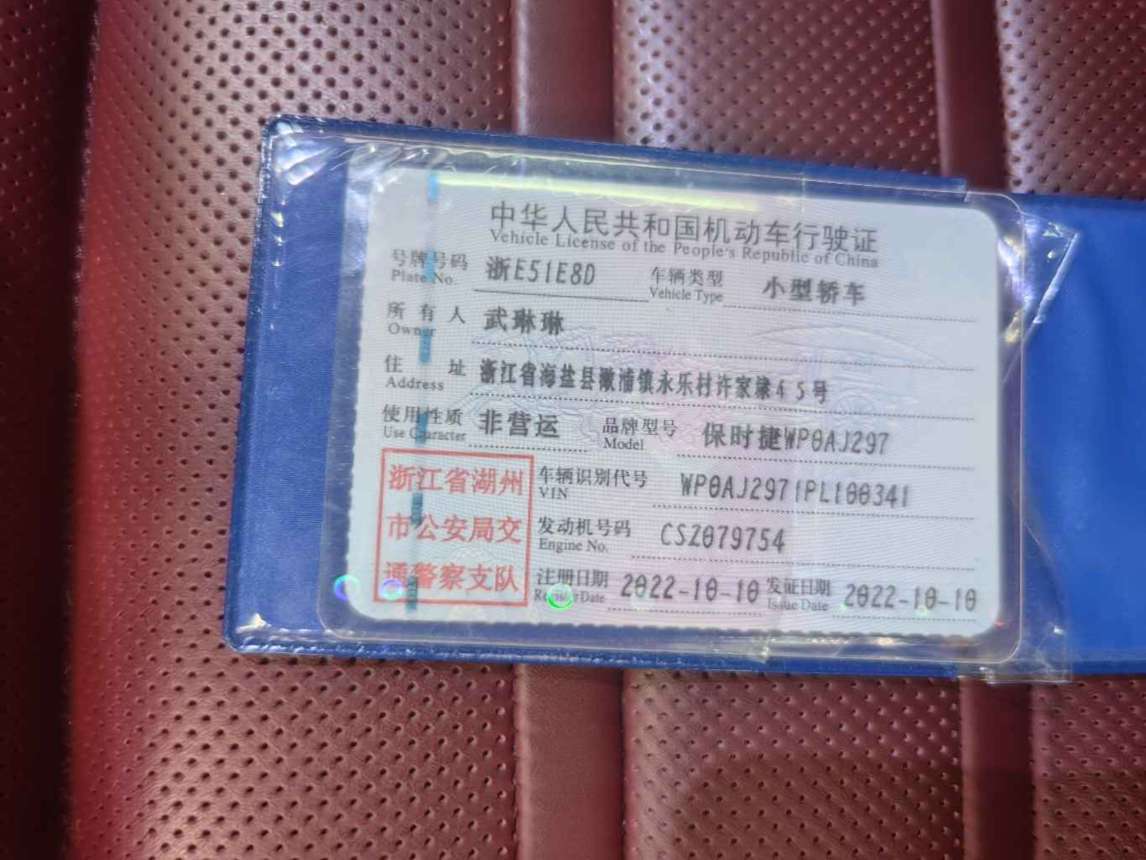 中华人民共和国机动车行驶证
Vehicle License of the People's Republic of China
号牌号码 浙E51E8D 车辆类型 小型轿车
Plate No. Vehicle Type
所有人 武琳琳
Owner
住址 浙江省海盐县澉浦镇永乐村许家埭45号
Address
使用性质 非营运 品牌型号 保时捷WP0AJ297
Use Character Model
浙江省湖州 车辆识别代号 WP0AJ2971PL100341
VIN
市公安局交 发动机号码 CSZ079754
Engine No.
通警察支队 注册日期 2022-10-10 发证日期 2022-10-10
Register Date Issue Date